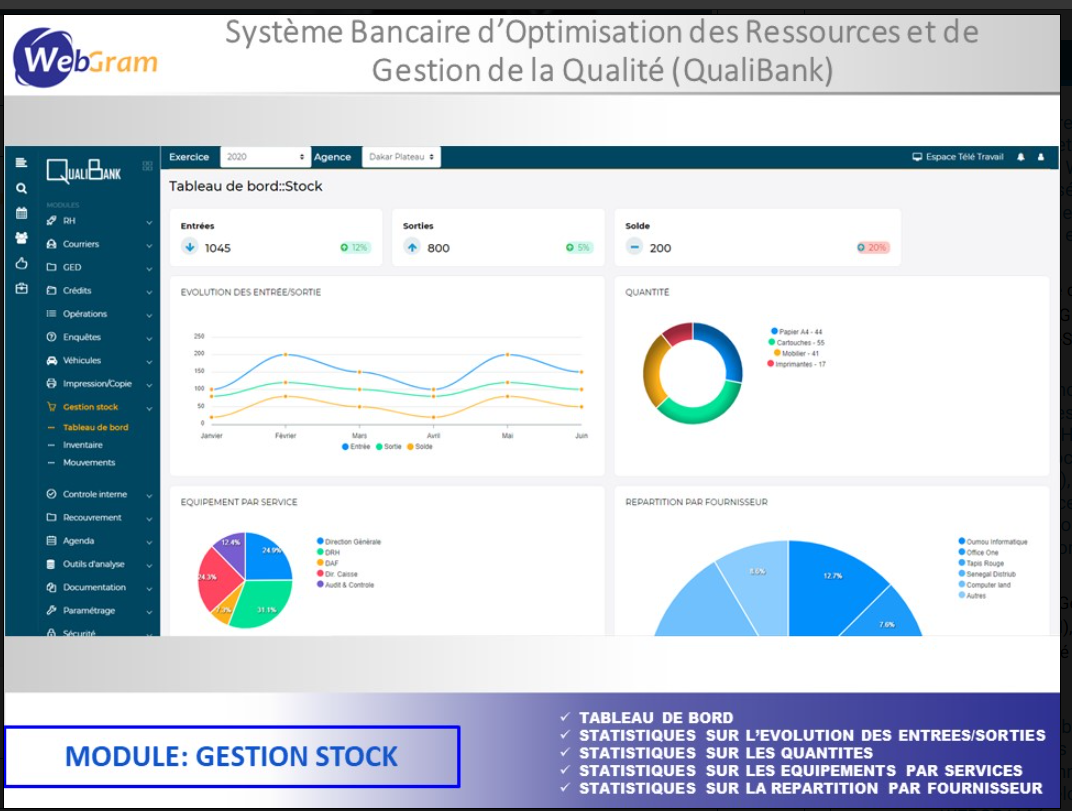 WebGram
Système Bancaire d'Optimisation des Ressources et de
Gestion de la Qualité (QualiBank)
QUALIBANK
Exercice 2020 Agence Dakar Plateau Espace Télé Travail
Tableau de bord::Stock
MODULES
RH
Courriers
GED
Crédits
Opérations
Enquêtes
Véhicules
Impression/Copie
Gestion stock
Tableau de bord
Inventaire
Mouvements
Controle interne
Recouvrement
Agenda
Outils d'analyse
Documentation
Paramétrage
Sécurité
Entrées
1045 12%
Sorties
800 5%
Solde
200 20%
EVOLUTION DES ENTRÉE/SORTIE
250
200
150
100
50
0
Janvier Février Mars Avril Mai Juin
Entrée Sortie Solde
QUANTITÉ
Papier A4 - 44
Cartouches - 55
Mobilier - 41
Imprimantes - 17
EQUIPEMENT PAR SERVICE
12.4%
24.9%
24.3%
7.3%
31.1%
Direction Générale
DRH
DAF
Dir. Caisse
Audit & Controle
REPARTITION PAR FOURNISSEUR
8.0%
12.7%
7.6%
Oumou Informatique
Office One
Tapis Rouge
Senegal Distriub
Computer land
Autres
MODULE: GESTION STOCK
✓ TABLEAU DE BORD
✓ STATISTIQUES SUR L'EVOLUTION DES ENTREES/SORTIES
✓ STATISTIQUES SUR LES QUANTITES
✓ STATISTIQUES SUR LES EQUIPEMENTS PAR SERVICES
✓ STATISTIQUES SUR LA REPARTITION PAR FOURNISSEUR